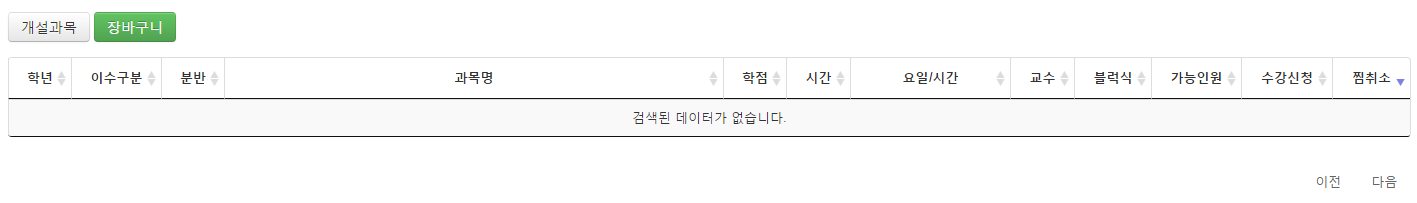 개설과목 장바구니
학년 이수구분 분반 과목명 학점 시간 요일/시간 교수 블럭식 가능인원 수강신청 찜취소
검색된 데이터가 없습니다.
이전 다음